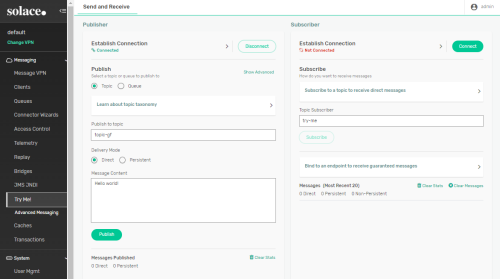 solace.
Send and Receive
admin
default
Change VPN
Messaging
Message VPN
Clients
Queues
Connector Wizards
Access Control
Telemetry
Replay
Bridges
JMS JNDI
Try Me!
Advanced Messaging
Caches
Transactions
System
User Mgmt
Publisher
Establish Connection
Connected
Disconnect
Publish
Select a topic or queue to publish to
Show Advanced
Topic
Queue
Learn about topic taxonomy
Publish to topic
topic-gf
Delivery Mode
Direct
Persistent
Message Content
Hello world!
Publish
Messages Published
Clear Stats
0 Direct 0 Persistent
Subscriber
Establish Connection
Not Connected
Connect
Subscribe
How do you want to receive messages
Subscribe to a topic to receive direct messages
Topic Subscriber
try-me
Subscribe
Bind to an endpoint to receive guaranteed messages
Messages (Most Recent 20)
Clear Stats
Clear Messages
0 Direct 0 Persistent 0 Non-Persistent